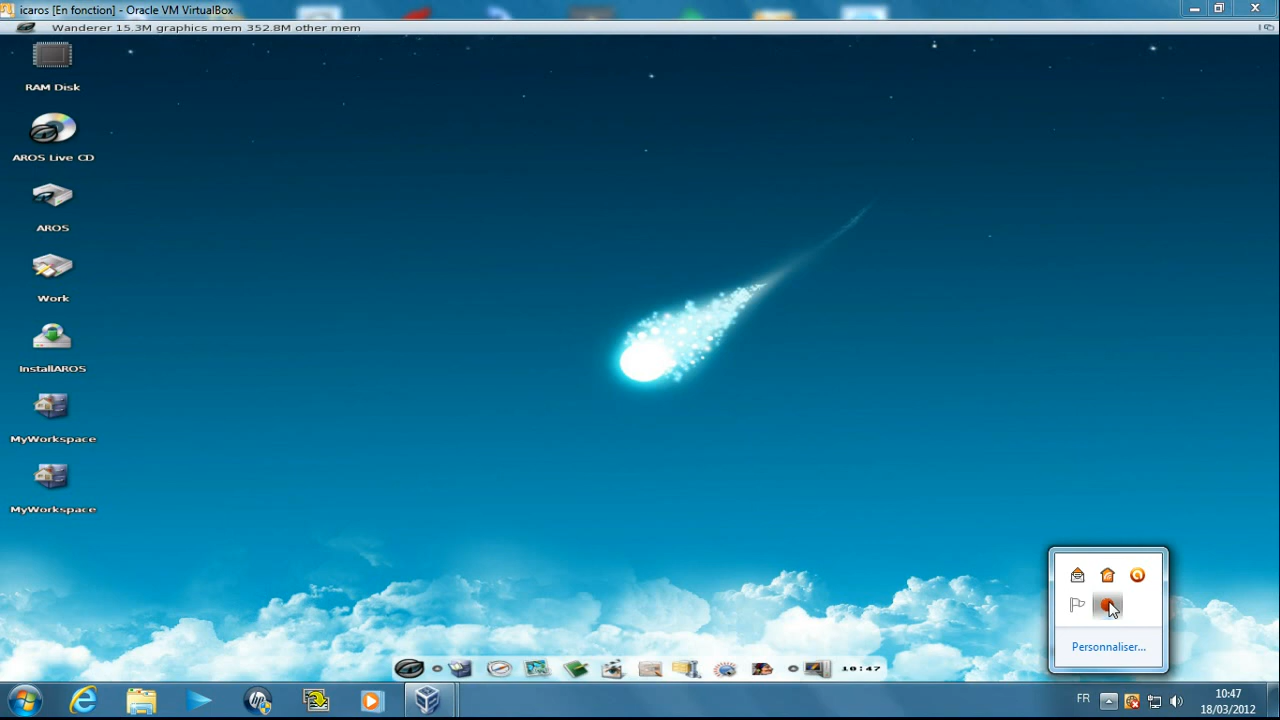 icaros [En fonction] - Oracle VM VirtualBox
Wanderer 15.3M graphics mem 352.8M other mem
RAM Disk
AROS Live CD
AROS
Work
InstallAROS
MyWorkspace
MyWorkspace
Personnaliser...
10:47
FR
10:47
18/03/2012